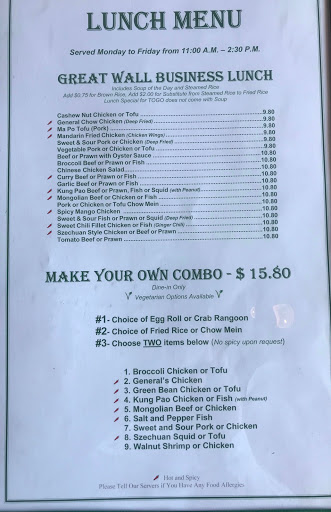 LUNCH MENU
Served Monday to Friday from 11:00 A.M. – 2:30 P.M.
GREAT WALL BUSINESS LUNCH
Includes Soup of the Day and Steamed Rice
Add $0.75 for Brown Rice, Add $2.00 for Substitute from Steamed Rice to Fried Rice
Lunch Special for TOGO does not come with Soup
Cashew Nut Chicken or Tofu 9.80
General Chow Chicken (Deep Fried) 9.80
Ma Po Tofu (Pork) 9.80
Mandarin Fried Chicken (Chicken Wings) 9.80
Sweet & Sour Pork or Chicken (Deep Fried) 9.80
Vegetable Pork or Chicken or Tofu 9.80
Beef or Prawn with Oyster Sauce 10.80
Broccoli Beef or Prawn or Fish 10.80
Chinese Chicken Salad 10.80
Curry Beef or Prawn or Fish 10.80
Garlic Beef or Prawn or Fish 10.80
Kung Pao Beef or Prawn, Fish or Squid (with Peanut) 10.80
Mongolian Beef or Chicken or Fish 10.80
Pork or Chicken or Tofu Chow Mein 10.80
Spicy Mango Chicken 10.80
Sweet & Sour Fish or Prawn or Squid (Deep Fried) 10.80
Sweet Chili Fillet Chicken or Fish (Ginger Chili) 10.80
Szechuan Style Chicken or Beef or Prawn 10.80
Tomato Beef or Prawn 10.80
MAKE YOUR OWN COMBO - $ 15.80
Dine-in Only
Vegetarian Options Available
#1- Choice of Egg Roll or Crab Rangoon
#2- Choice of Fried Rice or Chow Mein
#3- Choose TWO items below (No spicy upon request)
1. Broccoli Chicken or Tofu
2. General's Chicken
3. Green Bean Chicken or Tofu
4. Kung Pao Chicken or Fish (with Peanut)
5. Mongolian Beef or Chicken
6. Salt and Pepper Fish
7. Sweet and Sour Pork or Chicken
8. Szechuan Squid or Tofu
9. Walnut Shrimp or Chicken
Hot and Spicy
Please Tell Our Servers if You Have Any Food Allergies.